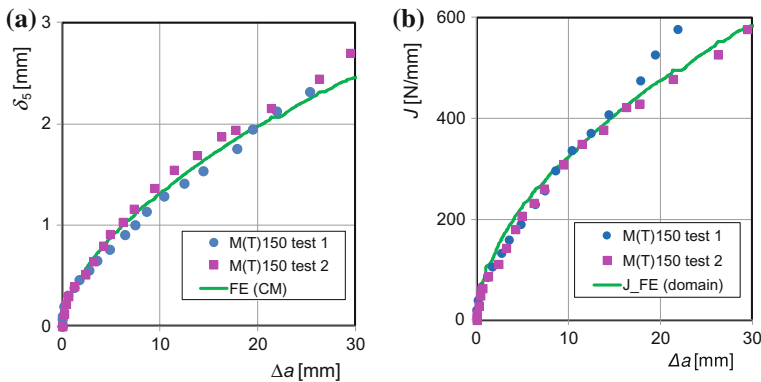 (a)
3
2
1
0
δ5 [mm]
M(T)150 test 1
M(T)150 test 2
FE (CM)
0 10 20 30
Δa [mm]
(b)
600
400
200
0
J [N/mm]
M(T)150 test 1
M(T)150 test 2
J_FE (domain)
0 10 20 30
Δa [mm]